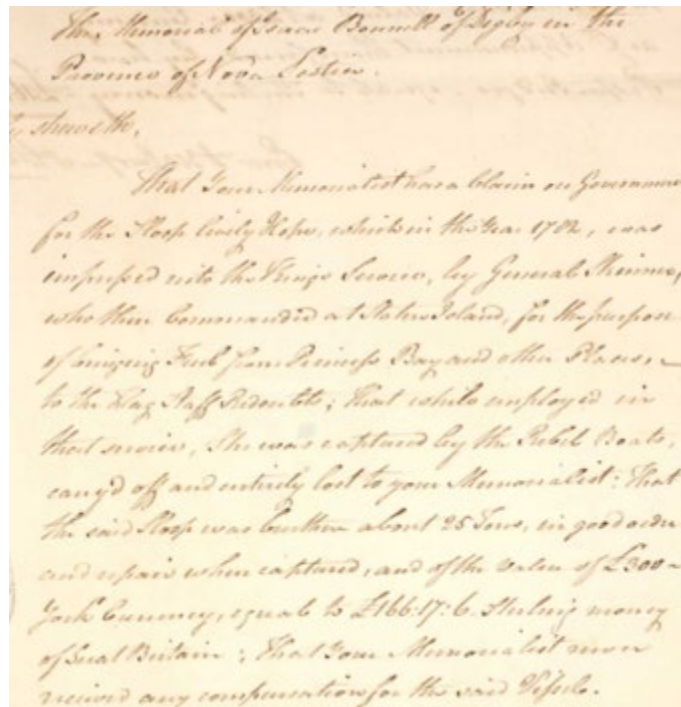 The Memorial of Isaac Bonnell of Digby in the
Province of Nova Scotia.
sheweth,
That Your Memorialist has a Claim on Governmen
for the Sloop lively Hope, which in the Year 1782, was
impressed into the Kings Service, by General Skinner,
who then Commanded at Staten Island, for the purpose
of bringing Fuel from Princess Bay and other Places,
to the Flag Staff Redoubts; that while employed in
that service, She was captured by the Rebel Boats,
carry'd off and entirely lost to your Memorialist: That
the said Sloop was burthen about 25 Tons, in good order
and repair when captured, and of the value of £300
York Currency, equal to £166:17:6. Sterling money
of Great Britain; That Your Memorialist never
received any compensation for the said Vessel.